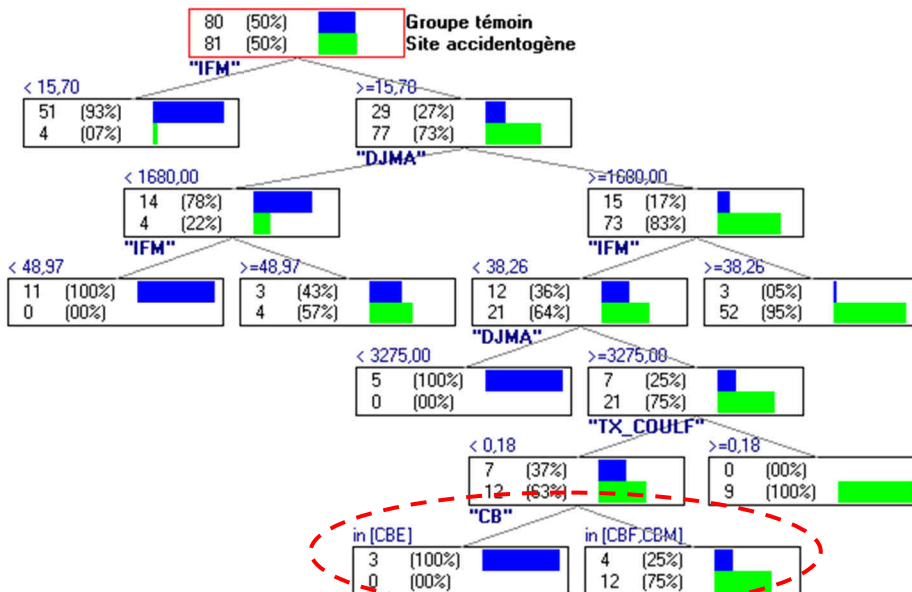 80 (50%) Groupe témoin
81 (50%) Site accidentogène
"IFM"
< 15,70 >=15,70
51 (93%) 29 (27%)
4 (07%) 77 (73%)
"DJMA"
< 1680,00 >=1680,00
14 (78%) 15 (17%)
4 (22%) 73 (83%)
"IFM" "IFM"
< 48,97 >=48,97 < 38,26 >=38,26
11 (100%) 3 (43%) 12 (36%) 3 (05%)
0 (00%) 4 (57%) 21 (64%) 52 (95%)
"DJMA"
< 3275,00 >=3275,00
5 (100%) 7 (25%)
0 (00%) 21 (75%)
"TX_COULF"
< 0,18 >=0,18
7 (37%) 0 (00%)
12 (63%) 9 (100%)
"CB"
in [CBE] in [CBF,CBM]
3 (100%) 4 (25%)
0 (00%) 12 (75%)